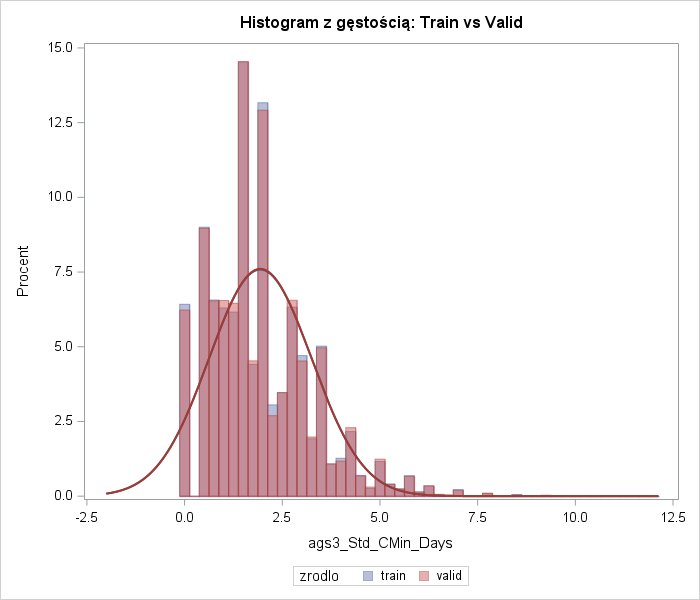 Histogram z gęstością: Train vs Valid
15.0
12.5
10.0
7.5
5.0
2.5
0.0
Procent
-2.5 0.0 2.5 5.0 7.5 10.0 12.5
ags3_Std_CMin_Days
zrodlo train valid